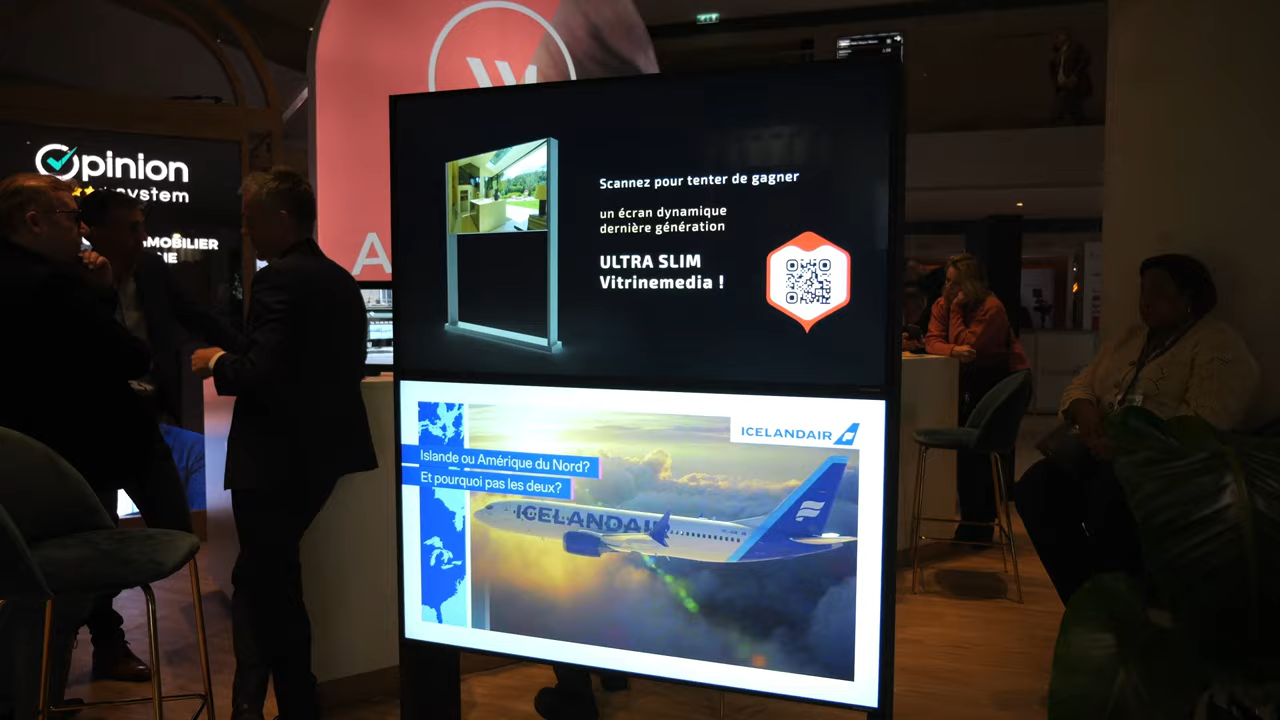 Opinion
system
MOBILIER
A
Scannez pour tenter de gagner
un écran dynamique
dernière génération
ULTRA SLIM
Vitrinemedia !
ICELANDAIR
Islande ou Amérique du Nord?
Et pourquoi pas les deux?
ICELANDAIR